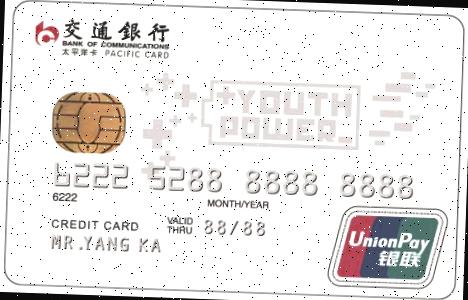 交通銀行
BANK OF COMMUNICATIONS
太平洋卡 PACIFIC CARD
YOUTH
POWER
6222 5288 8888 8888
6222
MONTH/YEAR
CREDIT CARD VALID THRU 88/88
MR.YANG KA
UnionPay
银联